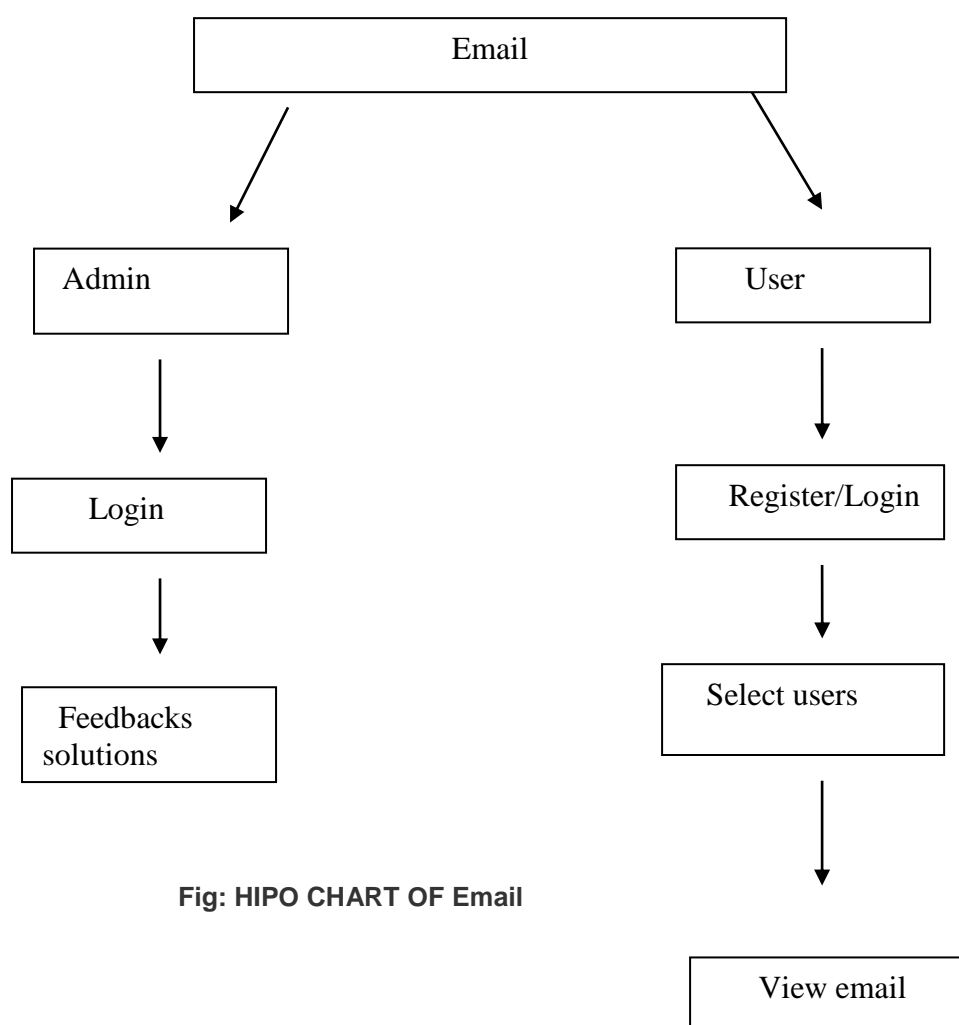 Email
Admin
User
Login
Register/Login
Feedbacks
solutions
Select users
Fig: HIPO CHART OF Email
View email